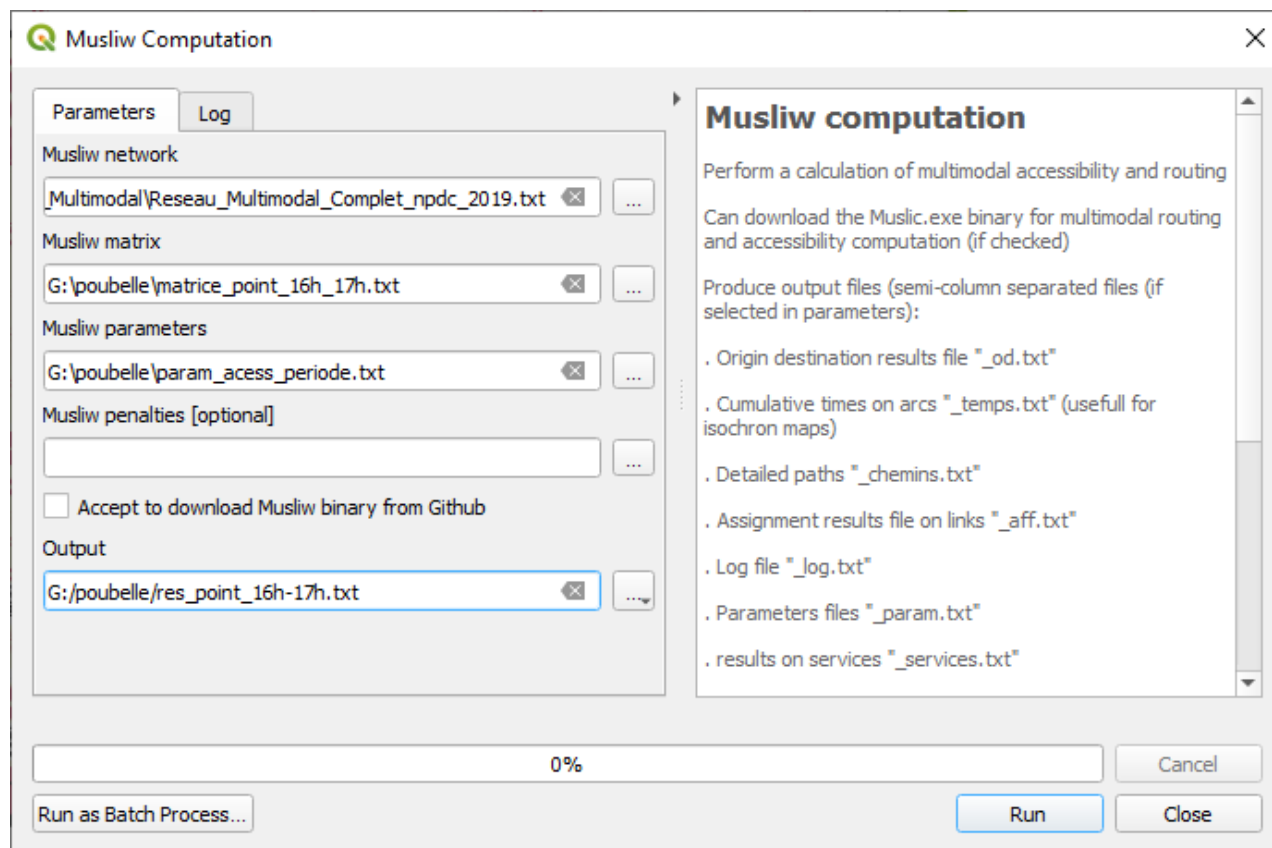 Musliw Computation
Parameters
Log
Musliw network
_Multimodal\Reseau_Multimodal_Complet_npdc_2019.txt
...
Musliw matrix
G:\poubelle\matrice_point_16h_17h.txt
...
Musliw parameters
G:\poubelle\param_acess_periode.txt
...
Musliw penalties [optional]
...
Accept to download Musliw binary from Github
Output
G:/poubelle/res_point_16h-17h.txt
...
Musliw computation
Perform a calculation of multimodal accessibility and routing
Can download the Muslic.exe binary for multimodal routing
and accessibility computation (if checked)
Produce output files (semi-column separated files (if
selected in parameters):
. Origin destination results file "_od.txt"
. Cumulative times on arcs "_temps.txt" (usefull for
isochron maps)
. Detailed paths "_chemins.txt"
. Assignment results file on links "_aff.txt"
. Log file "_log.txt"
. Parameters files "_param.txt"
. results on services "_services.txt"
0%
Cancel
Run as Batch Process...
Run
Close